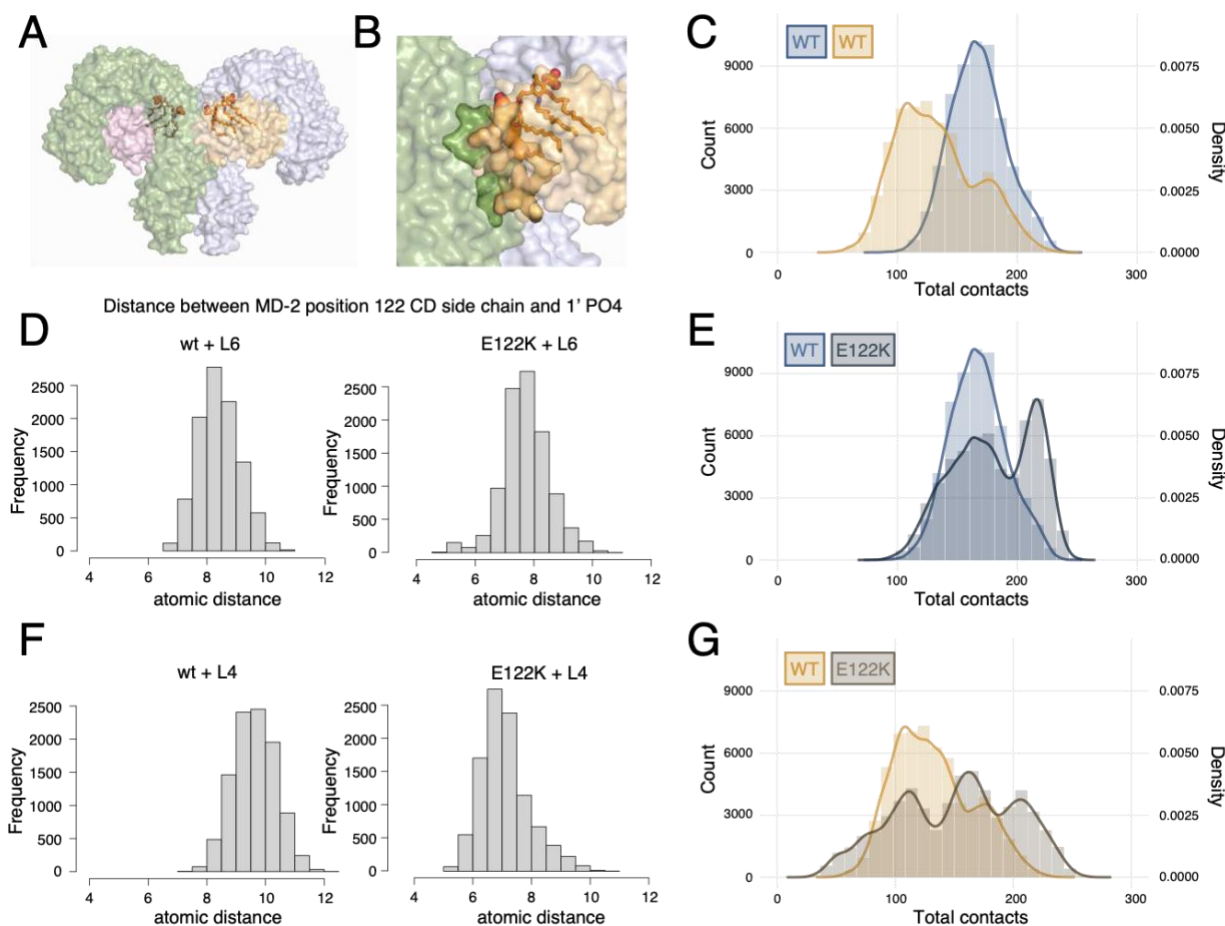 A
B
C
WT WT
9000
6000
3000
0
Count
0.0075
0.0050
0.0025
0.0000
Density
0 100 200 300
Total contacts
Distance between MD-2 position 122 CD side chain and 1' PO4
D
wt + L6
2500
2000
1500
1000
500
0
Frequency
4 6 8 10 12
atomic distance
E122K + L6
2500
2000
1500
1000
500
0
Frequency
4 6 8 10 12
atomic distance
E
WT E122K
9000
6000
3000
0
Count
0.0075
0.0050
0.0025
0.0000
Density
0 100 200 300
Total contacts
F
wt + L4
2500
2000
1500
1000
500
0
Frequency
4 6 8 10 12
atomic distance
E122K + L4
2500
2000
1500
1000
500
0
Frequency
4 6 8 10 12
atomic distance
G
WT E122K
9000
6000
3000
0
Count
0.0075
0.0050
0.0025
0.0000
Density
0 100 200 300
Total contacts